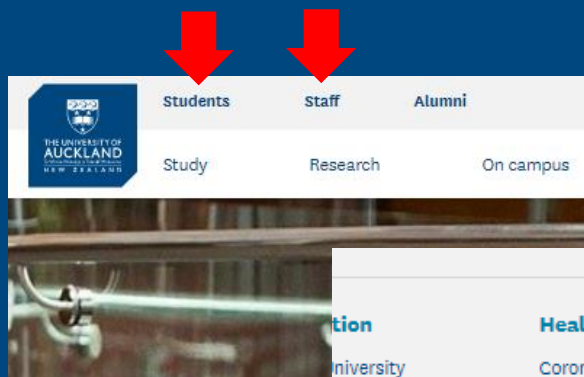 Students Staff Alumni
THE UNIVERSITY OF
AUCKLAND
NEW ZEALAND
Study Research On campus
tion Heal
niversity Coron